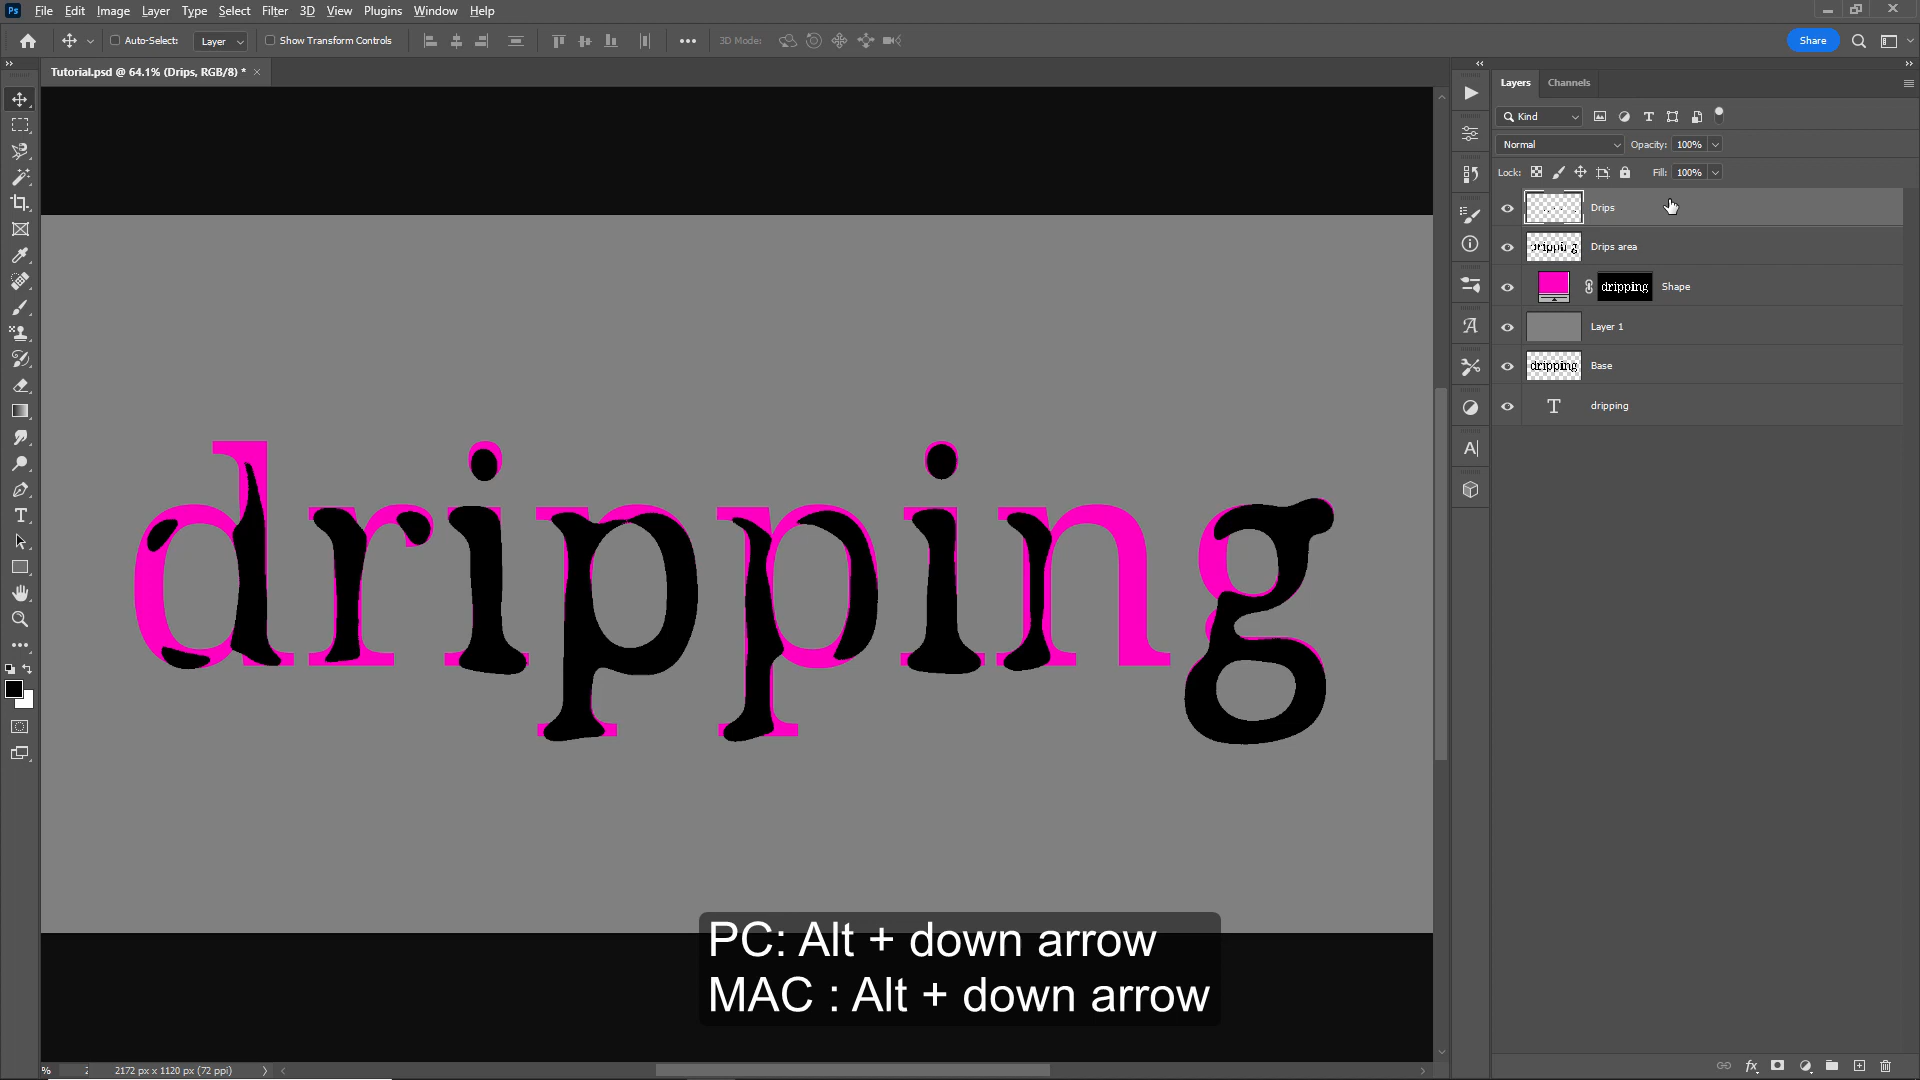 Ps File Edit Image Layer Type Select Filter 3D View Plugins Window Help
Auto-Select: Layer Show Transform Controls 3D Mode: Share
Tutorial.psd @ 64.1% (Drips, RGB/8) *
Layers Channels
Kind
Normal Opacity: 100%
Lock: Fill: 100%
Drips
Drips area
dripping Shape
Layer 1
dripping Base
T dripping
dripping
PC: Alt + down arrow
MAC : Alt + down arrow
% 2172 px x 1120 px (72 ppi)